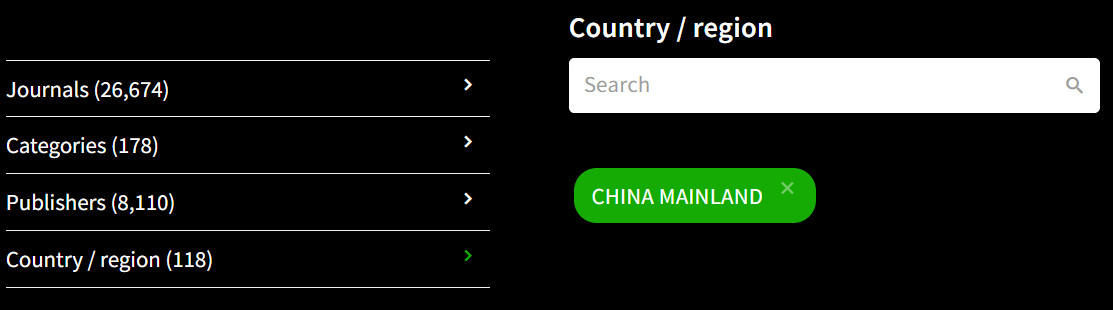 Journals (26,674)
Categories (178)
Publishers (8,110)
Country / region (118)
Country / region
Search
CHINA MAINLAND